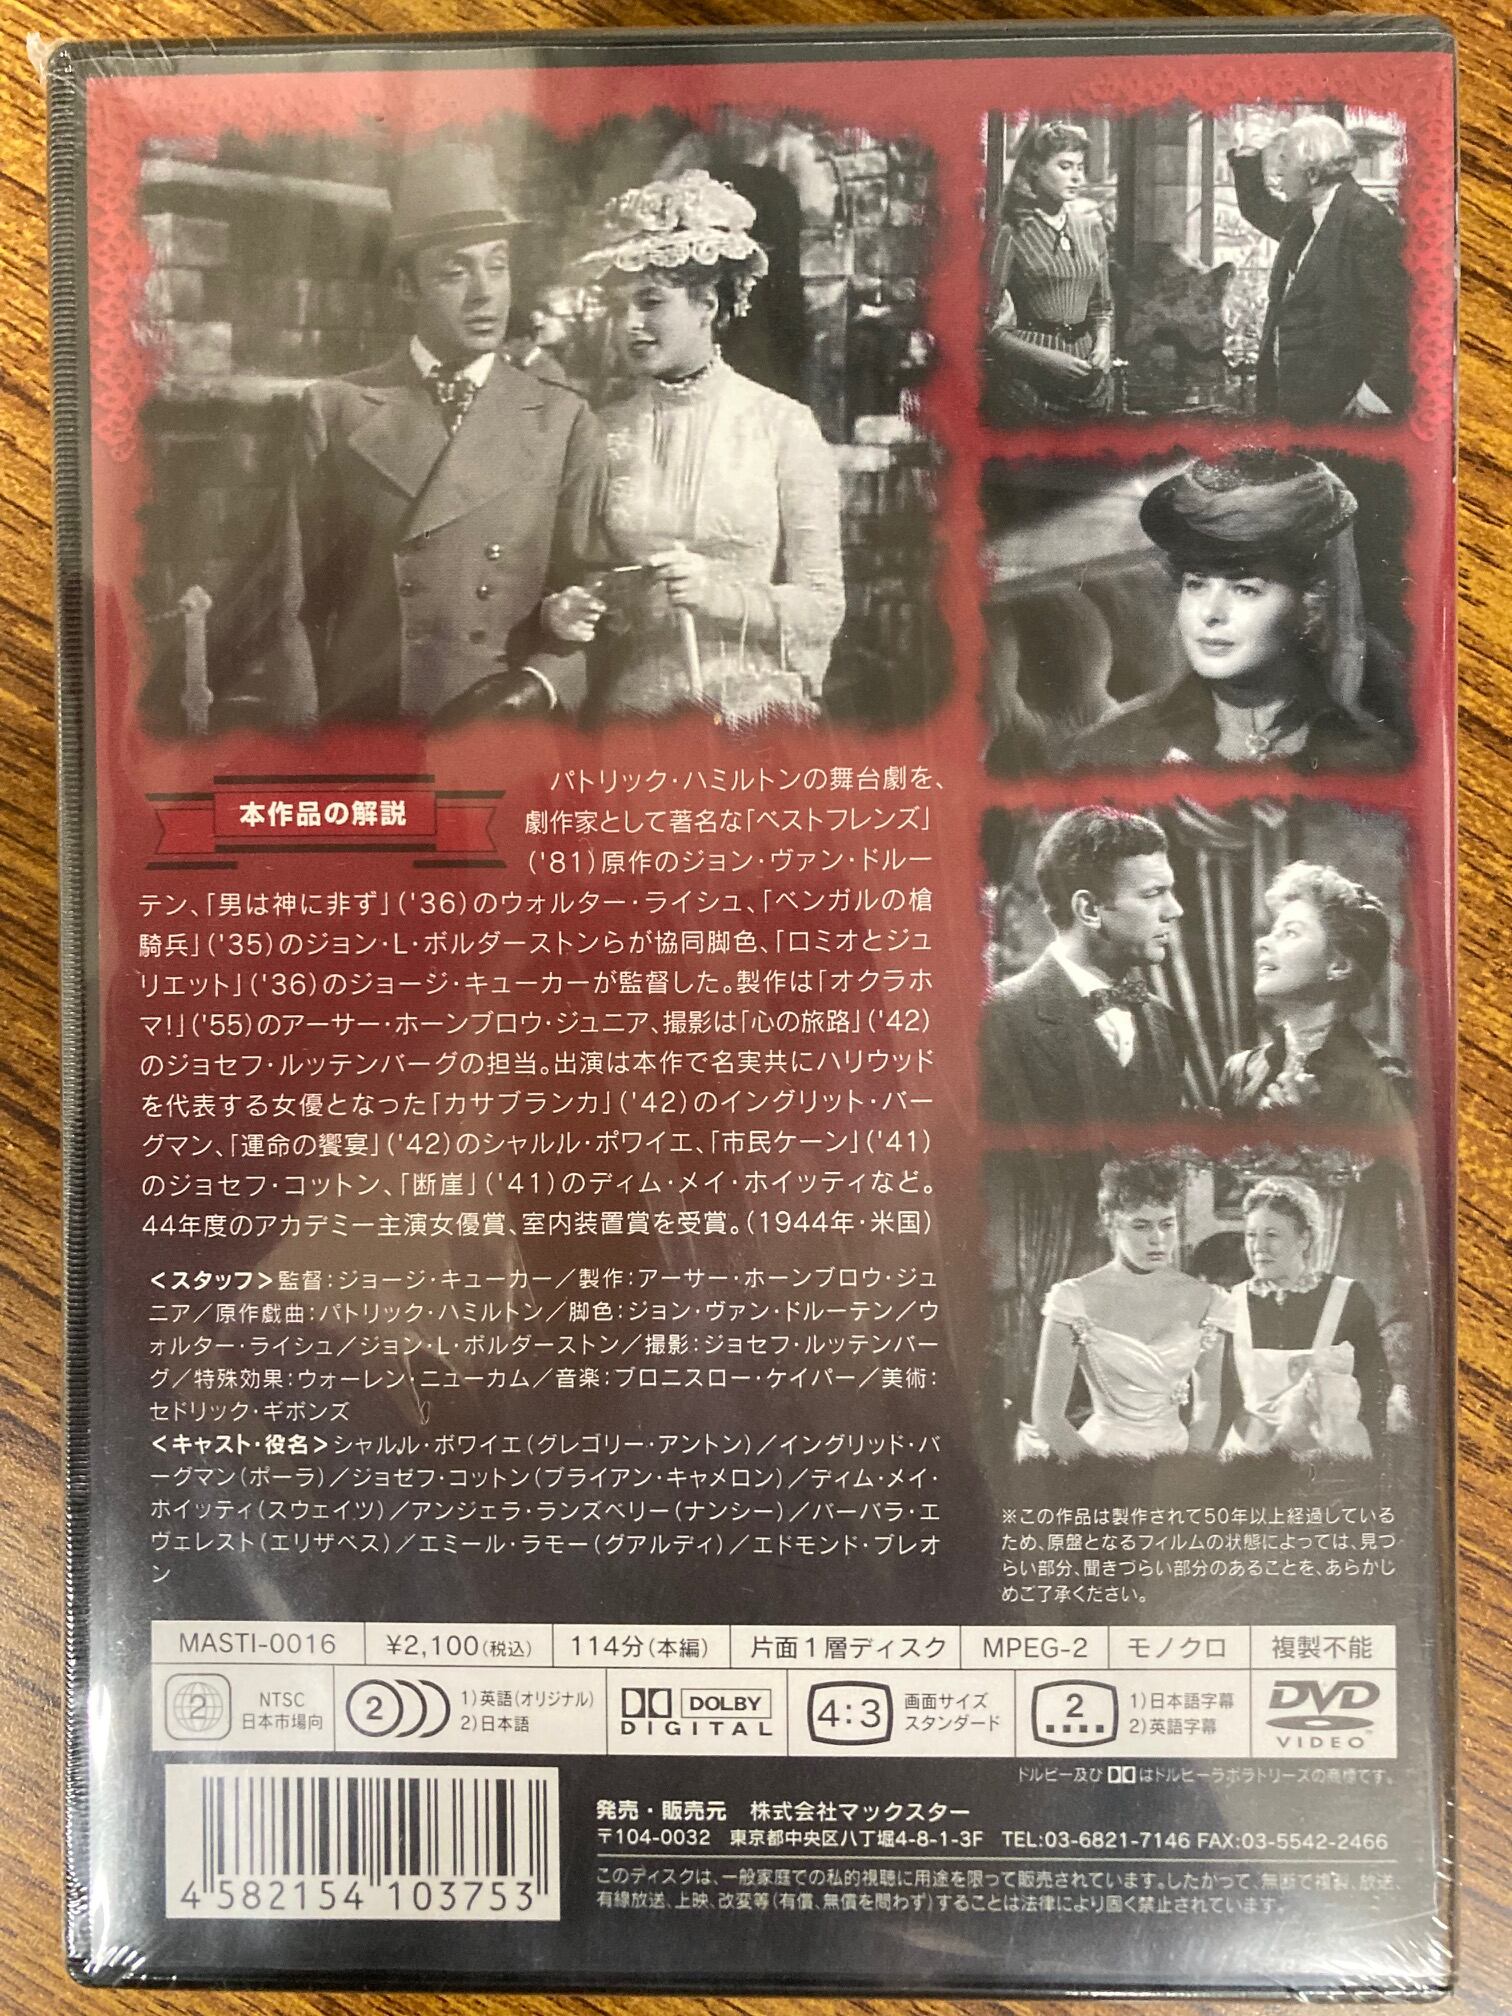 本作品の解説
パトリック・ハミルトンの舞台劇を、
劇作家として著名な「ベストフレンズ」
('81)原作のジョン・ヴァン・ドルー
テン、「男は神に非ず」('36)のウォルター・ライシュ、「ベンガルの槍
騎兵」('35)のジョン・L・ボルダーストンらが協同脚色、「ロミオとジュ
リエット」('36)のジョージ・キューカーが監督した。製作は「オクラホ
マ!」('55)のアーサー・ホーンブロウ・ジュニア、撮影は「心の旅路」('42)
のジョセフ・ルッテンバーグの担当。出演は本作で名実共にハリウッド
を代表する女優となった「カサブランカ」('42)のイングリット・バー
グマン、「運命の饗宴」('42)のシャルル・ボワイエ、「市民ケーン」('41)
のジョセフ・コットン、「断崖」('41)のディム・メイ・ホイッティなど。
44年度のアカデミー主演女優賞、室内装置賞を受賞。(1944年・米国)
<スタッフ>監督:ジョージ・キューカー/製作:アーサー・ホーンブロウ・ジュ
ニア/原作戯曲:パトリック・ハミルトン/脚色:ジョン・ヴァン・ドルーテン/ウ
ォルター・ライシュ/ジョン・L・ボルダーストン/撮影:ジョセフ・ルッテンバー
グ/特殊効果:ウォーレン・ニューカム/音楽:ブロニスロー・ケイパー/美術:
セドリック・ギボンズ
<キャスト・役名>シャルル・ボワイエ(グレゴリー・アントン)/イングリッド・バ
ーグマン(ポーラ)/ジョゼフ・コットン(ブライアン・キャメロン)/ディム・メイ・
ホイッティ(スウェイツ)/アンジェラ・ランズベリー(ナンシー)/バーバラ・エ
ヴェレスト(エリザベス)/エミール・ラモー(グアルディ)/エドモンド・ブレオ
ン
※この作品は製作されて50年以上経過している
ため、原盤となるフィルムの状態によっては、見づ
らい部分、聞きづらい部分のあることを、あらかじ
めご了承ください。
MASTI-0016 ¥2,100(税込) 114分(本編) 片面1層ディスク MPEG-2 モノクロ 複製不能
2 NTSC 日本市場向
2 1)英語(オリジナル) 2)日本語
DOLBY DIGITAL
4:3 画面サイズ スタンダード
2 1)日本語字幕 2)英語字幕
DVD VIDEO
ドルビー及びはドルビーラボラトリーズの商標です。
4 582154 103753
発売・販売元 株式会社マックスター
〒104-0032 東京都中央区八丁堀4-8-1-3F TEL:03-6821-7146 FAX:03-5542-2466
このディスクは、一般家庭での私的視聴に用途を限って販売されています。したがって、無断で複製、放送、
有線放送、上映、改変等(有償、無償を問わず)することは法律により固く禁止されています。